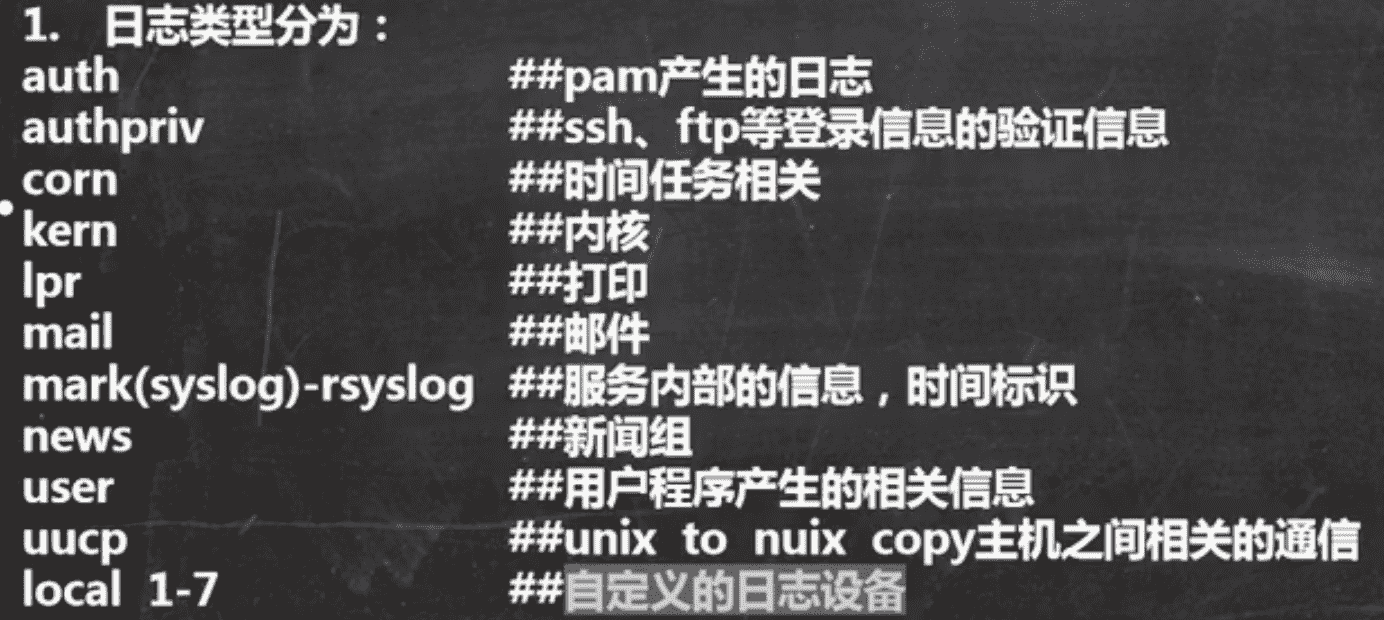 1. 日志类型分为：
auth ##pam产生的日志
authpriv ##ssh、ftp等登录信息的验证信息
corn ##时间任务相关
kern ##内核
lpr ##打印
mail ##邮件
mark(syslog)-rsyslog ##服务内部的信息，时间标识
news ##新闻组
user ##用户程序产生的相关信息
uucp ##unix to nuix copy主机之间相关的通信
local 1-7 ##自定义的日志设备